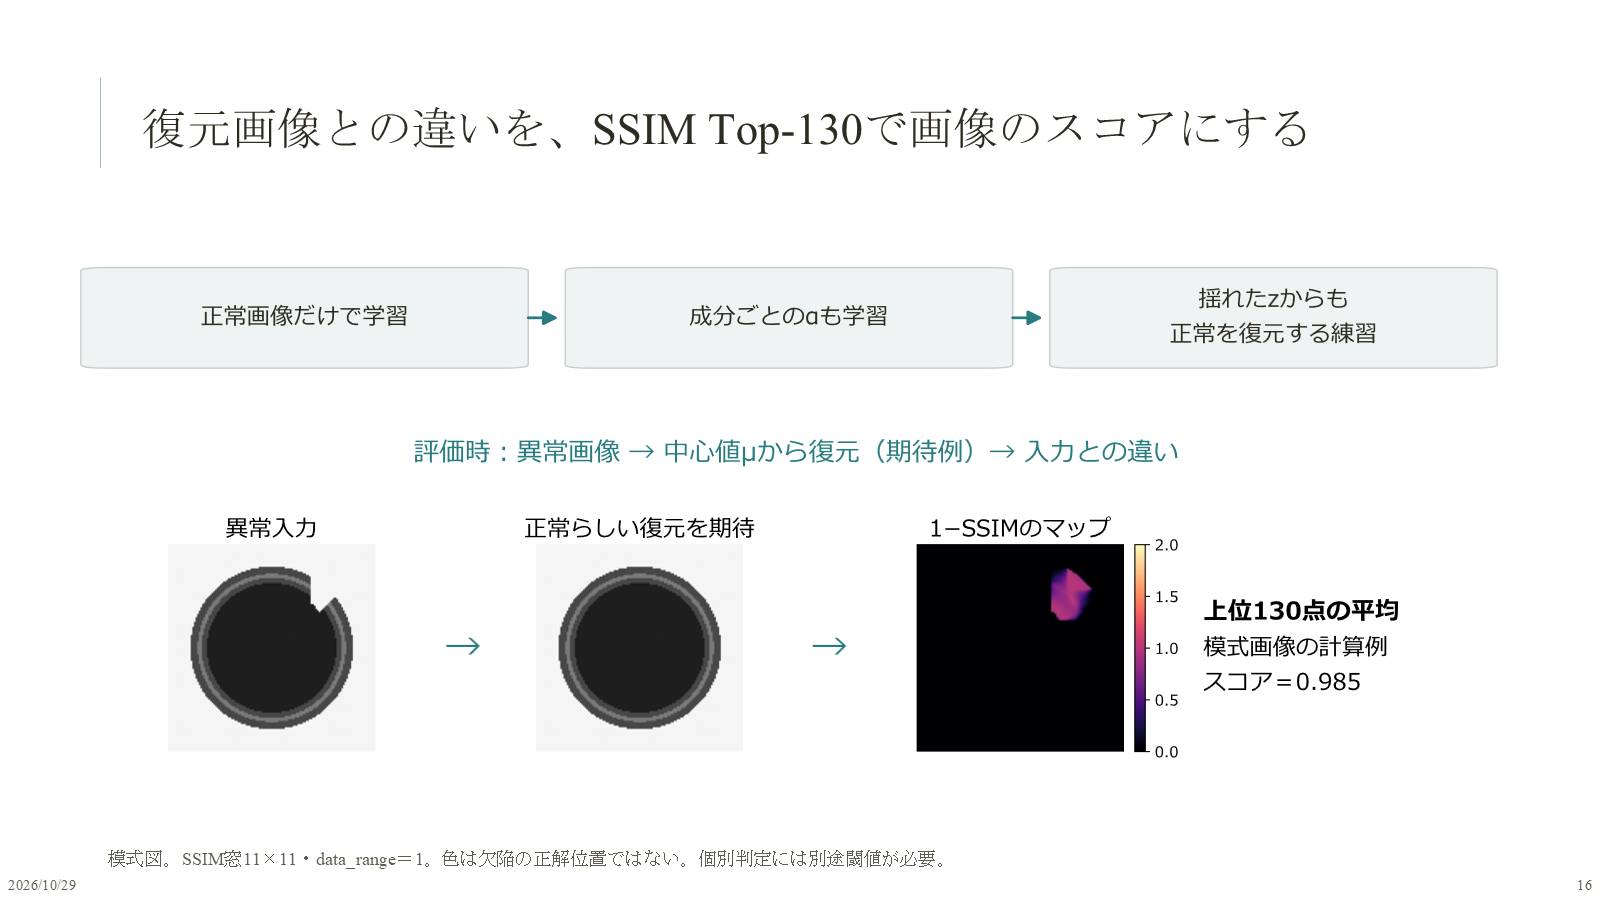 復元画像との違いを、SSIM Top-130で画像のスコアにする
正常画像だけで学習
成分ごとのαも学習
揺れたzからも
正常を復元する練習
評価時：異常画像 → 中心値μから復元（期待例）→ 入力との違い
異常入力
正常らしい復元を期待
1−SSIMのマップ
2.0
1.5
1.0
0.5
0.0
上位130点の平均
模式画像の計算例
スコア＝0.985
模式図。SSIM窓11×11・data_range＝1。色は欠陥の正解位置ではない。個別判定には別途閾値が必要。
2026/10/29
16